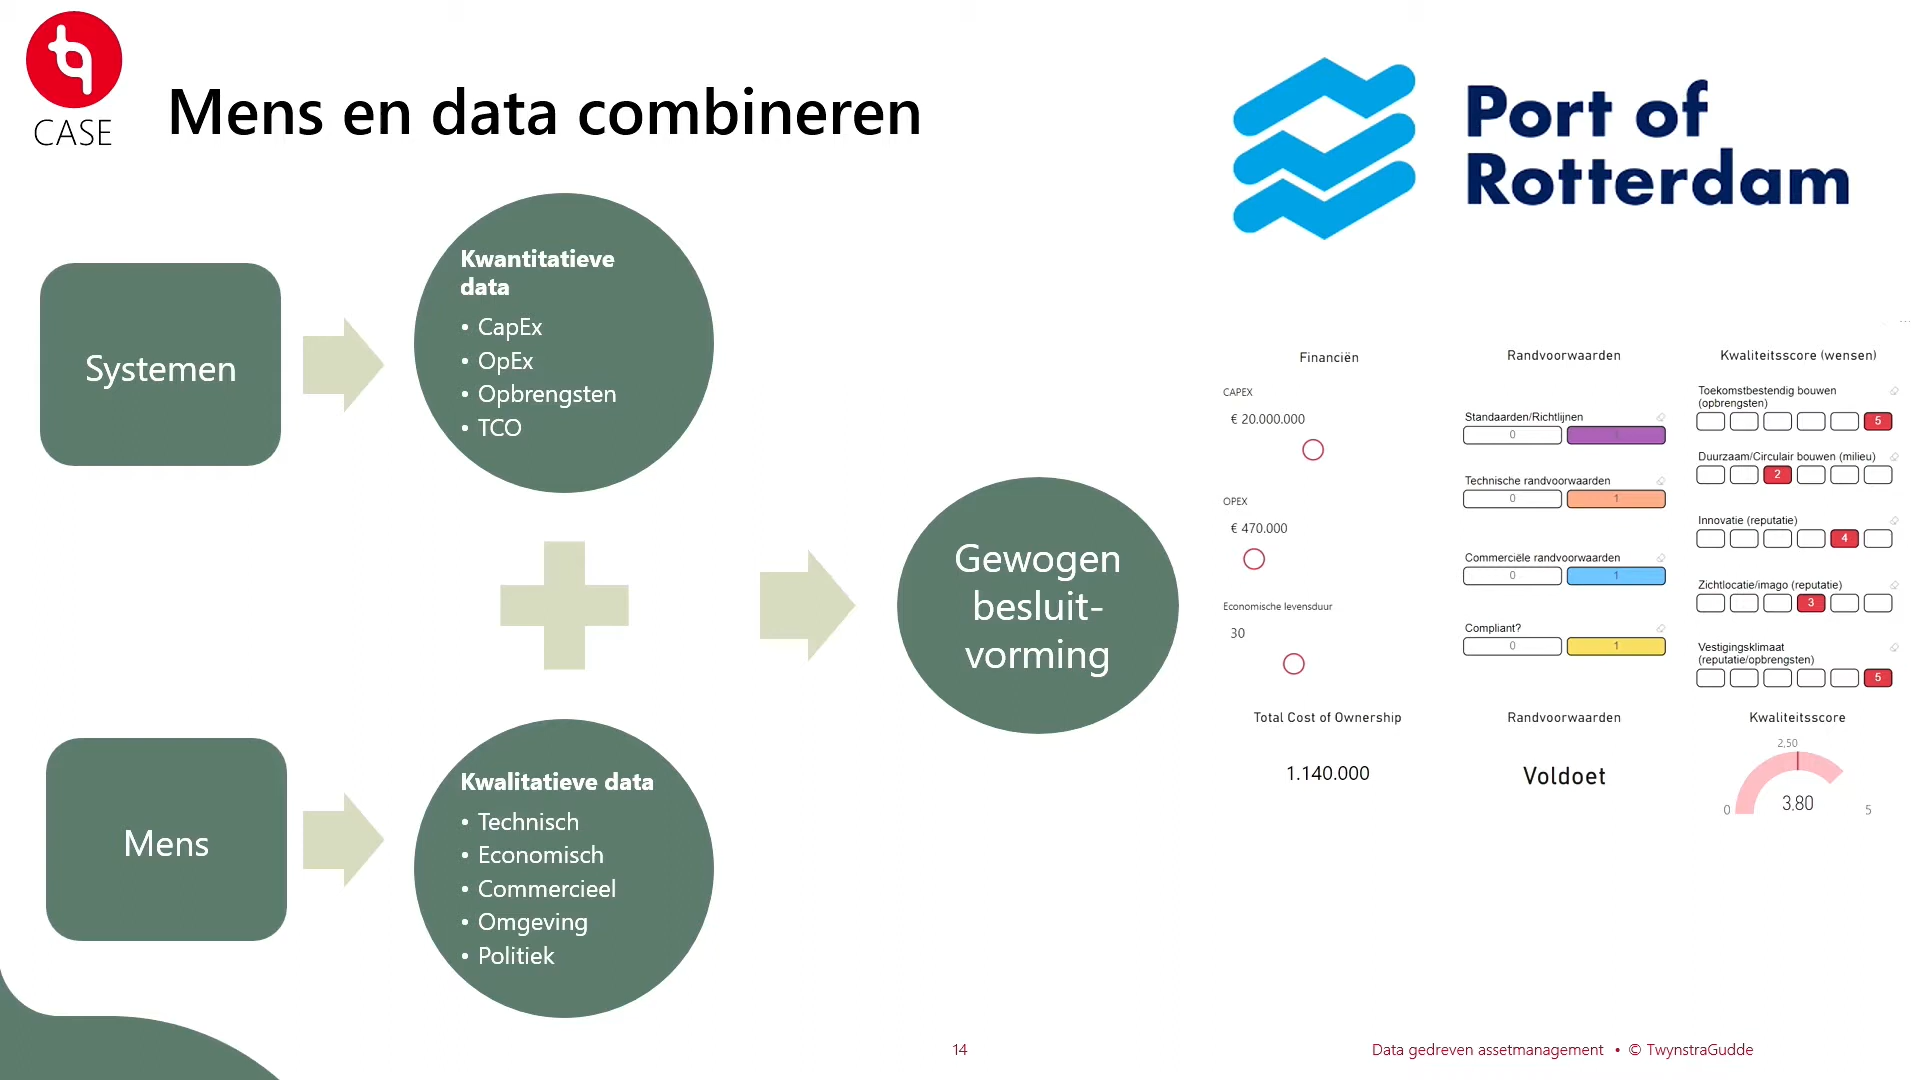 CASE
Mens en data combineren
Port of
Rotterdam
Systemen
Kwantitatieve
data
• CapEx
• OpEx
• Opbrengsten
• TCO
Mens
Kwalitatieve data
• Technisch
• Economisch
• Commercieel
• Omgeving
• Politiek
Gewogen
besluit-
vorming
Financiën
CAPEX
€ 20.000.000
OPEX
€ 470.000
Economische levensduur
30
Total Cost of Ownership
1.140.000
Randvoorwaarden
Standaarden/Richtlijnen
0 1
Technische randvoorwaarden
0 1
Commerciële randvoorwaarden
0 1
Compliant?
0 1
Randvoorwaarden
Voldoet
Kwaliteitsscore (wensen)
Toekomstbestendig bouwen
(opbrengsten)
5
Duurzaam/Circulair bouwen (milieu)
2
Innovatie (reputatie)
4
Zichtlocatie/imago (reputatie)
3
Vestigingsklimaat
(reputatie/opbrengsten)
5
Kwaliteitsscore
2,50
0 3,80 5
14
Data gedreven assetmanagement • © TwynstraGudde